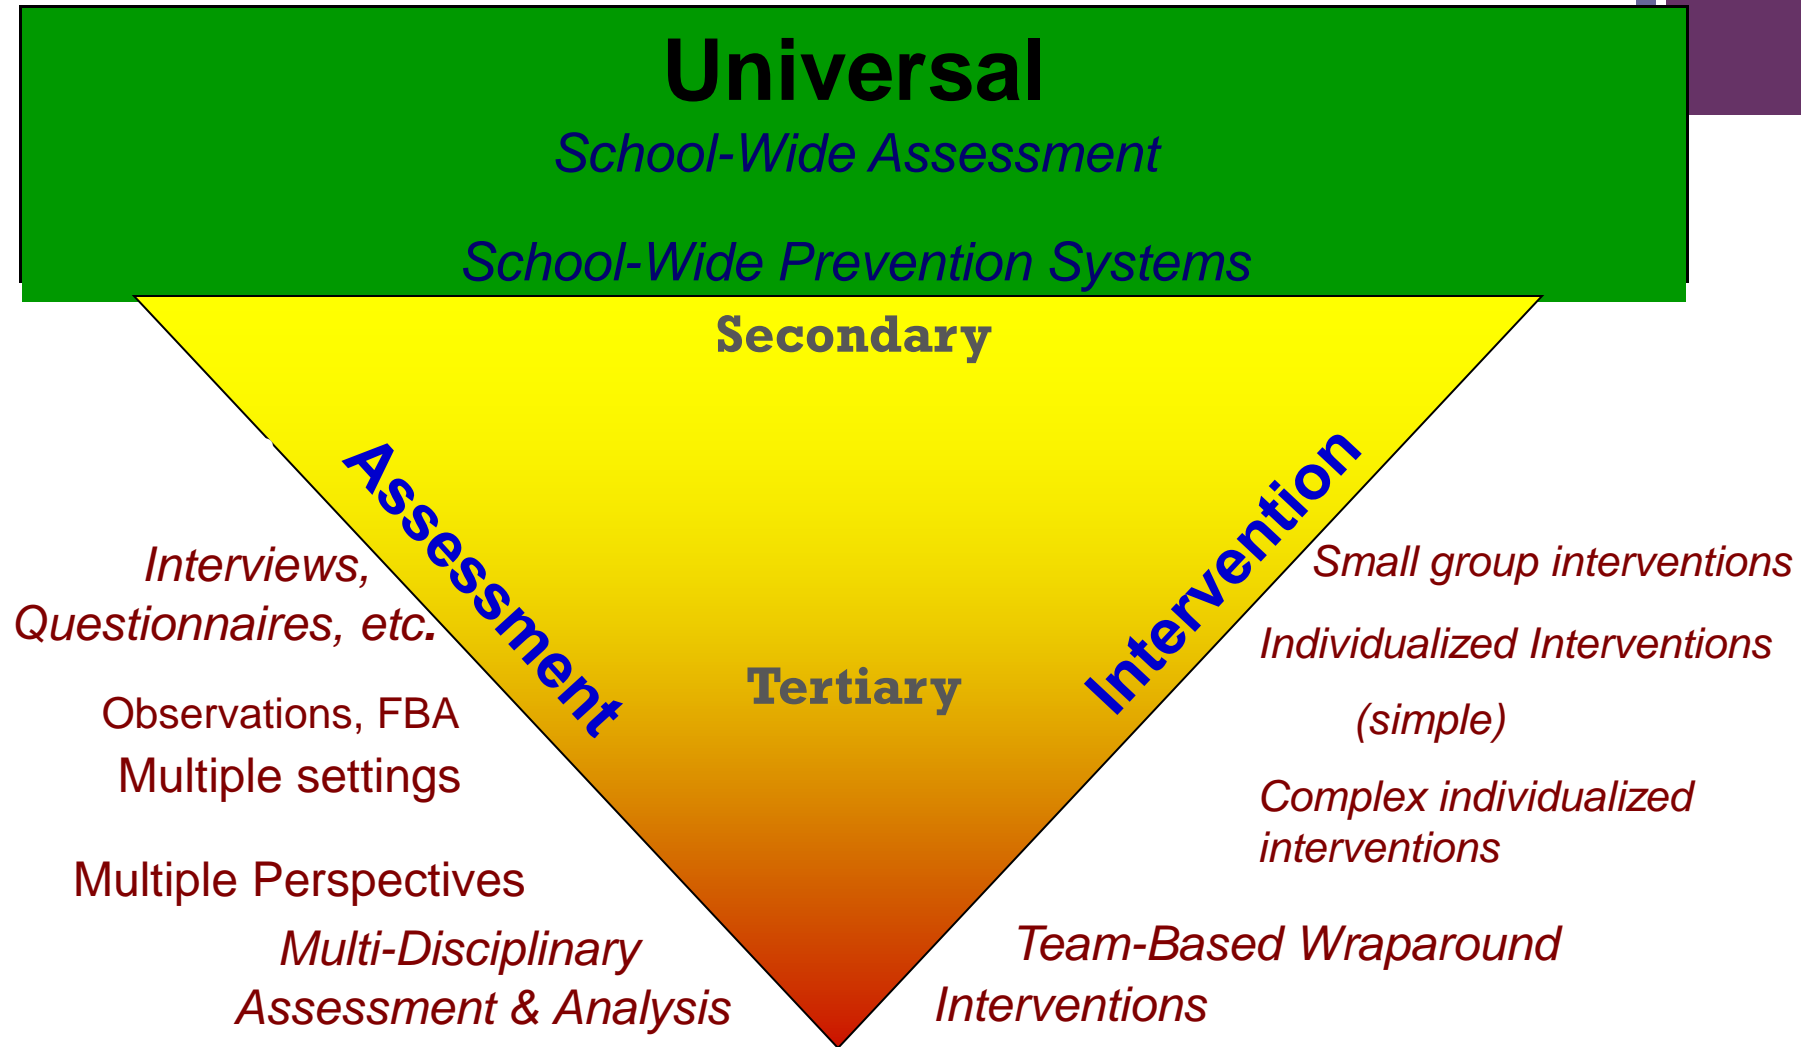 Universal
School-Wide Assessment
School-Wide Prevention Systems
Secondary
Assessment
Intervention
Interviews,
Questionnaires, etc.
Observations, FBA
Multiple settings
Multiple Perspectives
Multi-Disciplinary
Assessment & Analysis
Tertiary
Small group interventions
Individualized Interventions
(simple)
Complex individualized
interventions
Team-Based Wraparound
Interventions